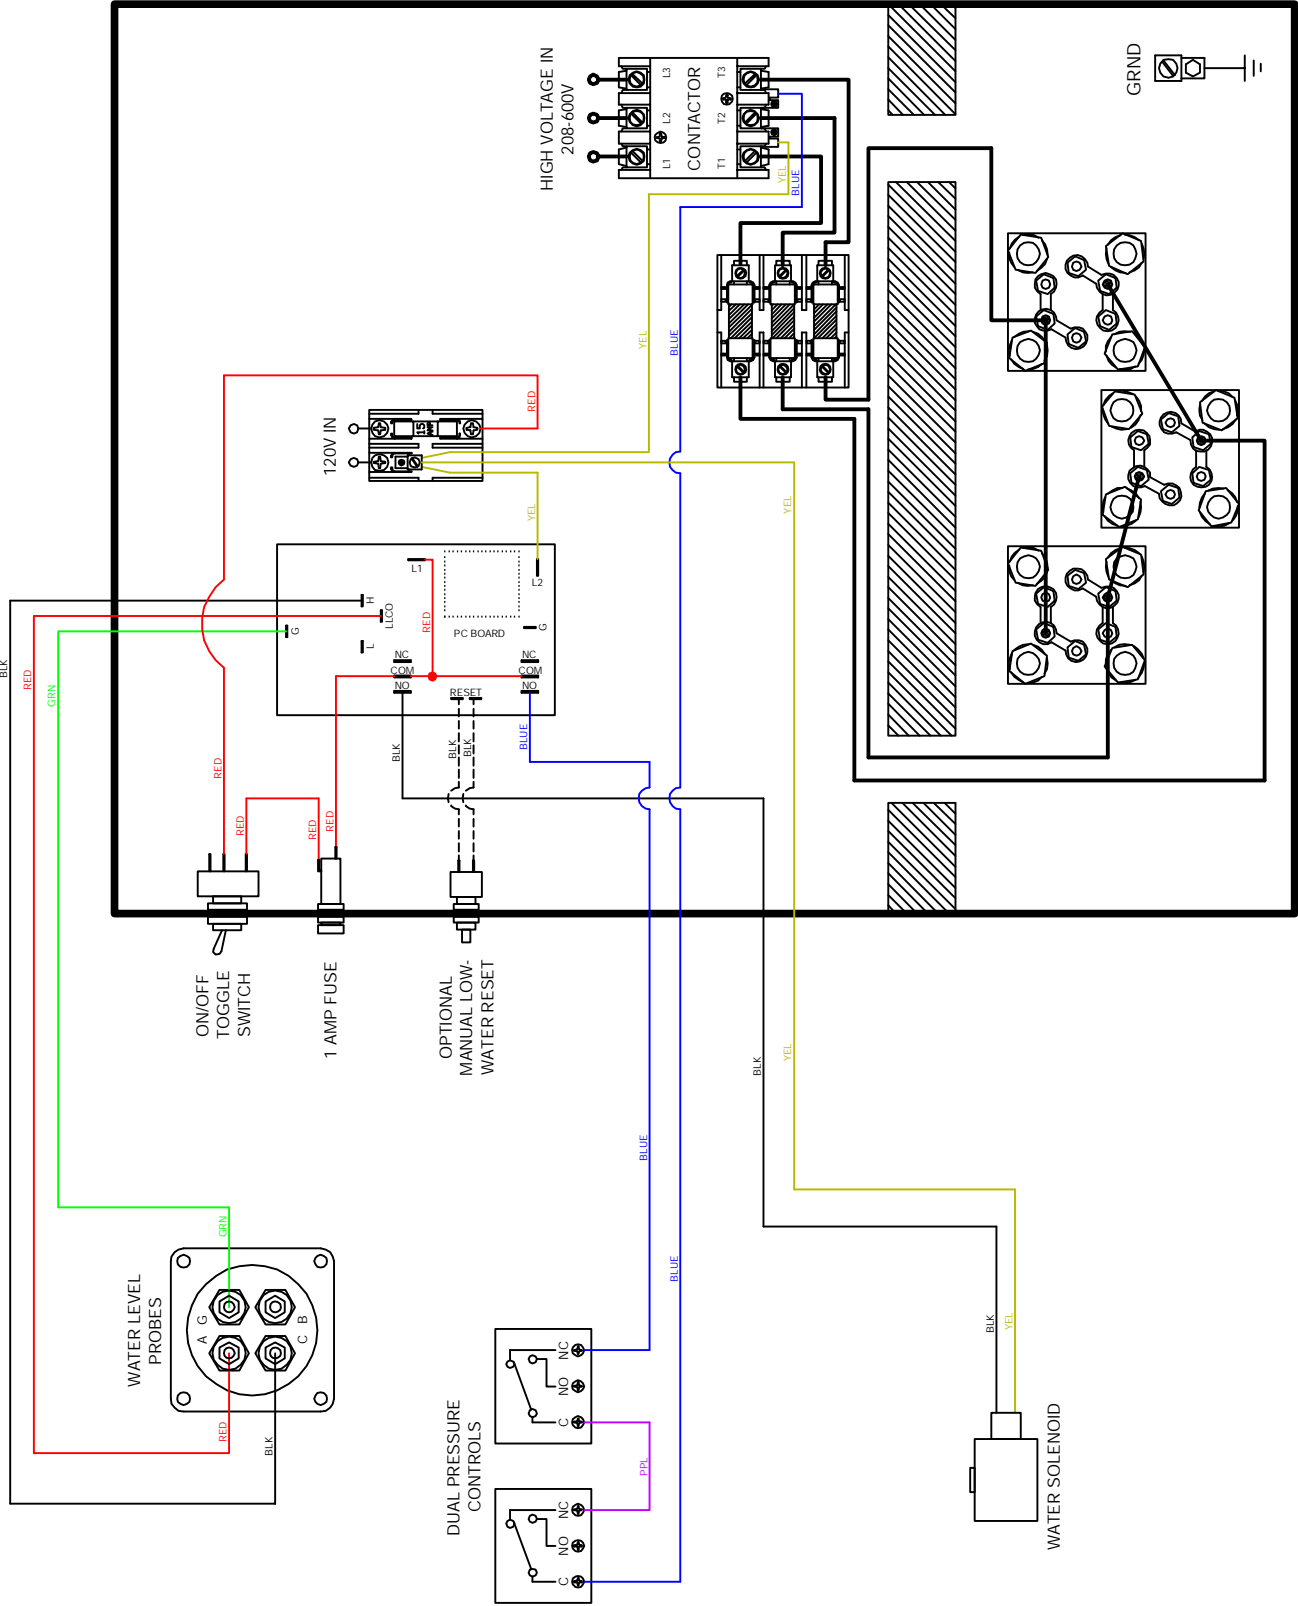 HIGH VOLTAGE IN
208-600V
L1
L2
L3
CONTACTOR
T1
T2
T3
YEL
BLUE
GRND
YEL
BLUE
120V IN
15
AMP
RED
YEL
YEL
L1
L2
H
LLCO
G
L
RED
PC BOARD
G
NC
COM
NO
NC
COM
NO
RESET
BLK
RED
GRN
BLK
BLK
BLK
BLUE
RED
RED
RED
RED
ON/OFF
TOGGLE
SWITCH
1 AMP FUSE
OPTIONAL
MANUAL LOW-
WATER RESET
BLK
YEL
BLUE
BLUE
GRN
WATER LEVEL
PROBES
A
G
C
B
RED
BLK
DUAL PRESSURE
CONTROLS
NC
NO
C
PPL
NC
NO
C
BLK
YEL
WATER SOLENOID